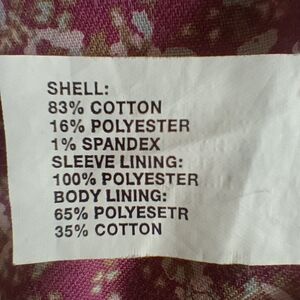 SHELL:
83% COTTON
16% POLYESTER
1% SPANDEX
SLEEVE LINING:
100% POLYESTER
BODY LINING:
65% POLYESETR
35% COTTON